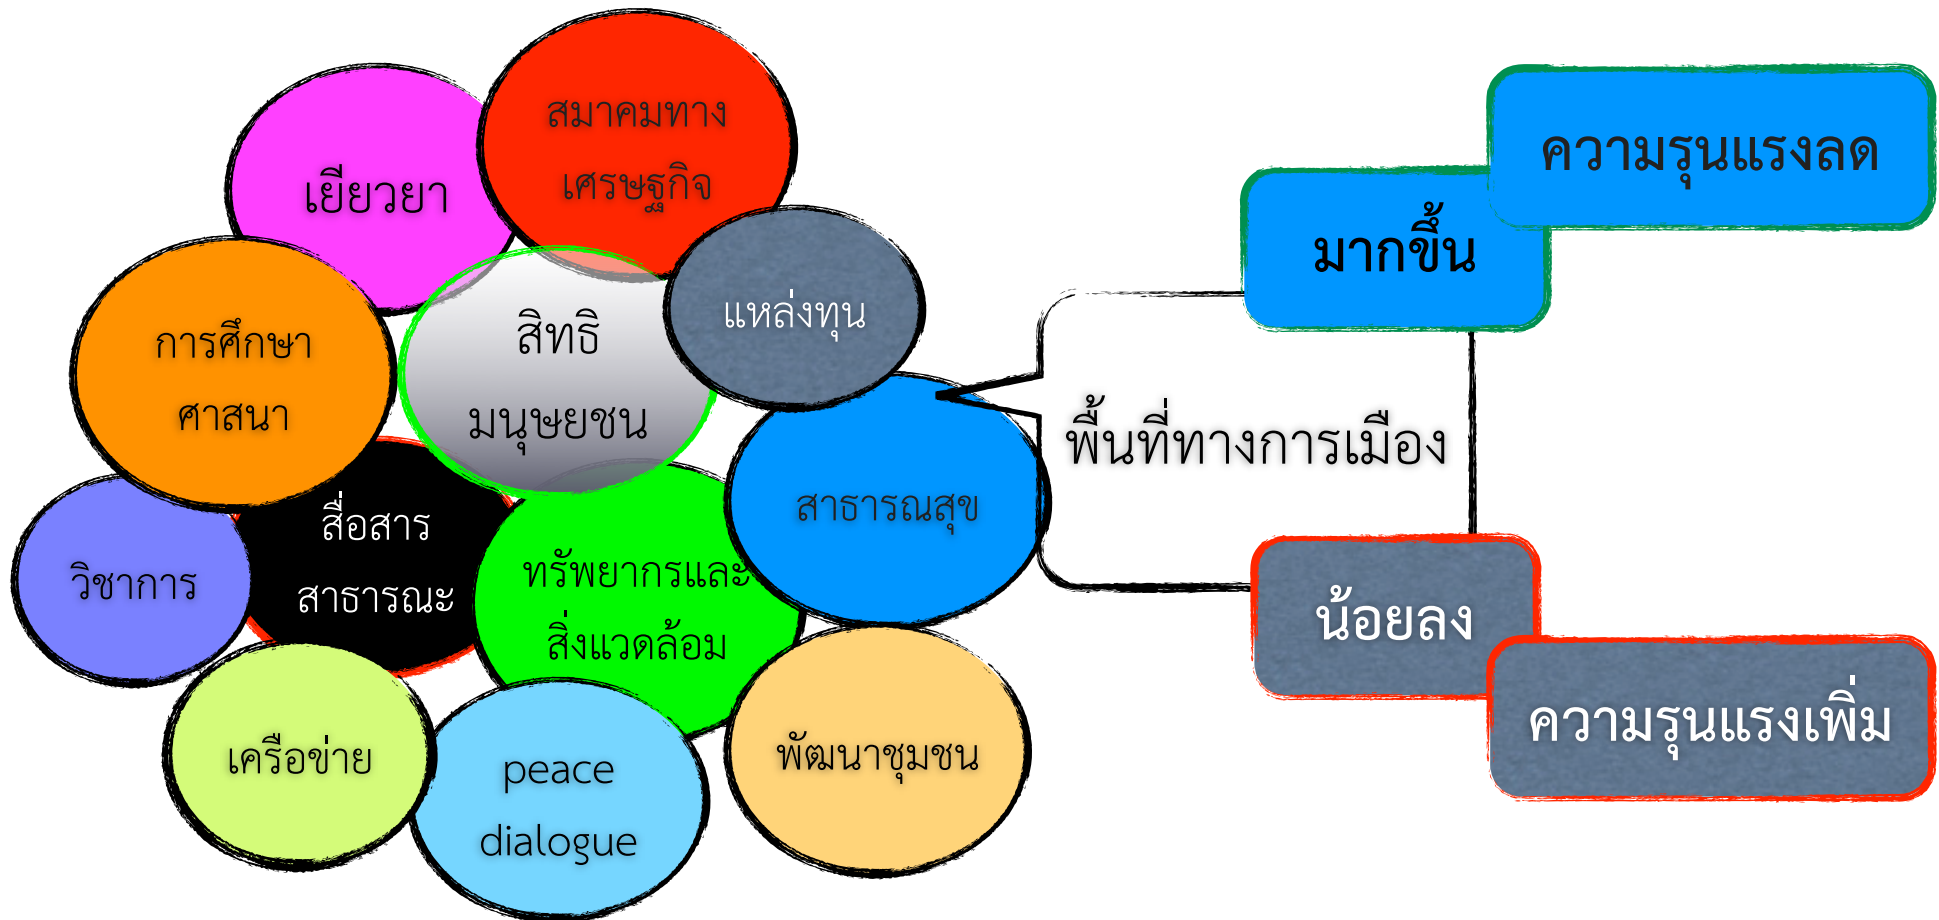 สมาคมทาง
เศรษฐกิจ
เยียวยา
แหล่งทุน
สิทธิ
มนุษยชน
การศึกษา
ศาสนา
สาธารณสุข
สื่อสาร
สาธารณะ
วิชาการ
ทรัพยากรและ
สิ่งแวดล้อม
เครือข่าย
peace
dialogue
พัฒนาชุมชน
พื้นที่ทางการเมือง
มากขึ้น
ความรุนแรงลด
น้อยลง
ความรุนแรงเพิ่ม